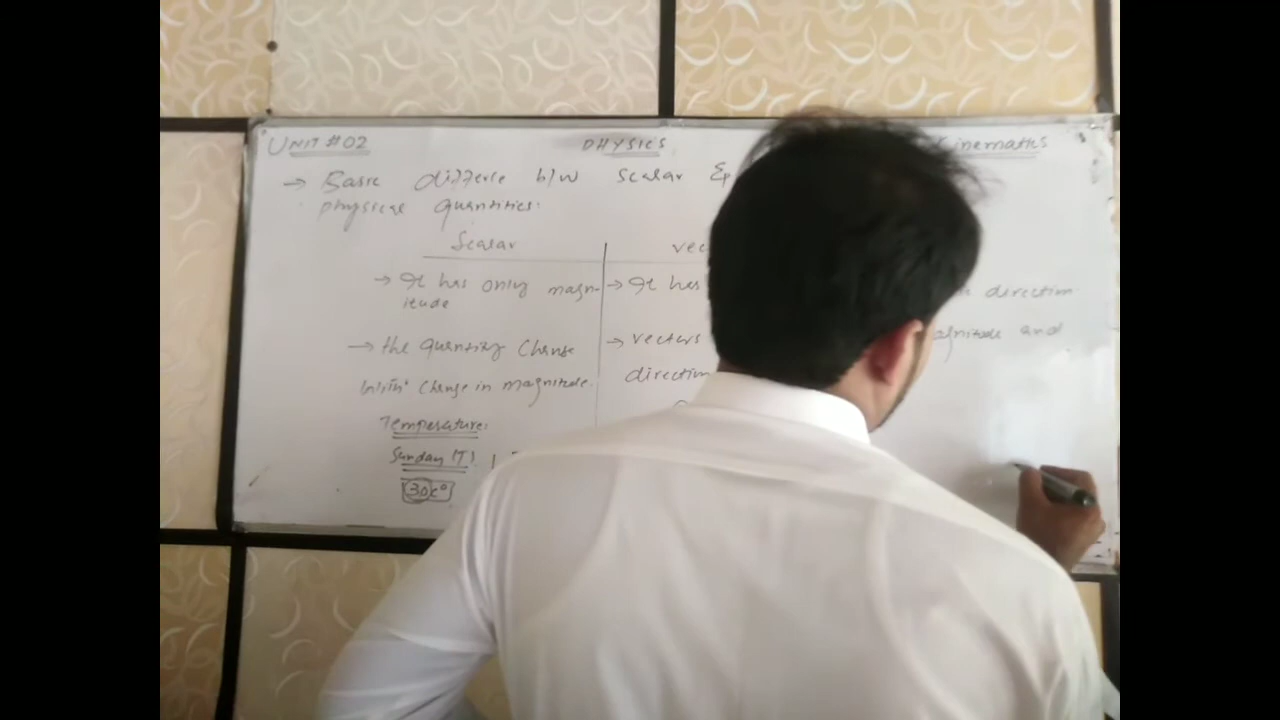 UNIT #02 PHYSICS Kinematics
→ Basic differe b/w Scalar &
physical Quantities:
Scalar vec
→ It has only magn- → It has direction
itude
→ the Quantity Change → vectors agnitude and
Change in magnitude. direction
Temperature:
Sunday (T)
30c°